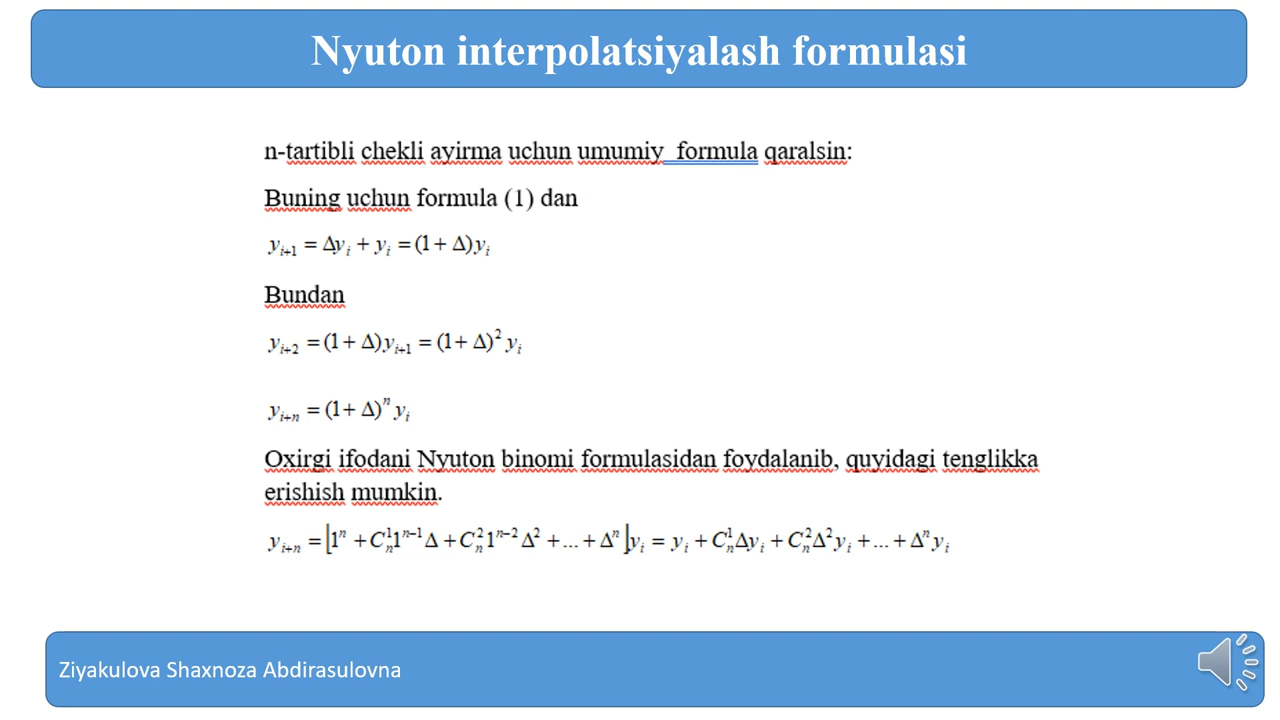 Nyuton interpolatsiyalash formulasi
n-tartibli chekli ayirma uchun umumiy formula qaralsin:
Buning uchun formula (1) dan
y_{i+1} = Δy_i + y_i = (1 + Δ)y_i
Bundan
y_{i+2} = (1 + Δ)y_{i+1} = (1 + Δ)^2 y_i
y_{i+n} = (1 + Δ)^n y_i
Oxirgi ifodani Nyuton binomi formulasidan foydalanib, quyidagi tenglikka
erishish mumkin.
y_{i+n} = [1^n + C_n^1 1^{n-1} Δ + C_n^2 1^{n-2} Δ^2 + ... + Δ^n] y_i = y_i + C_n^1 Δy_i + C_n^2 Δ^2 y_i + ... + Δ^n y_i
Ziyakulova Shaxnoza Abdirasulovna